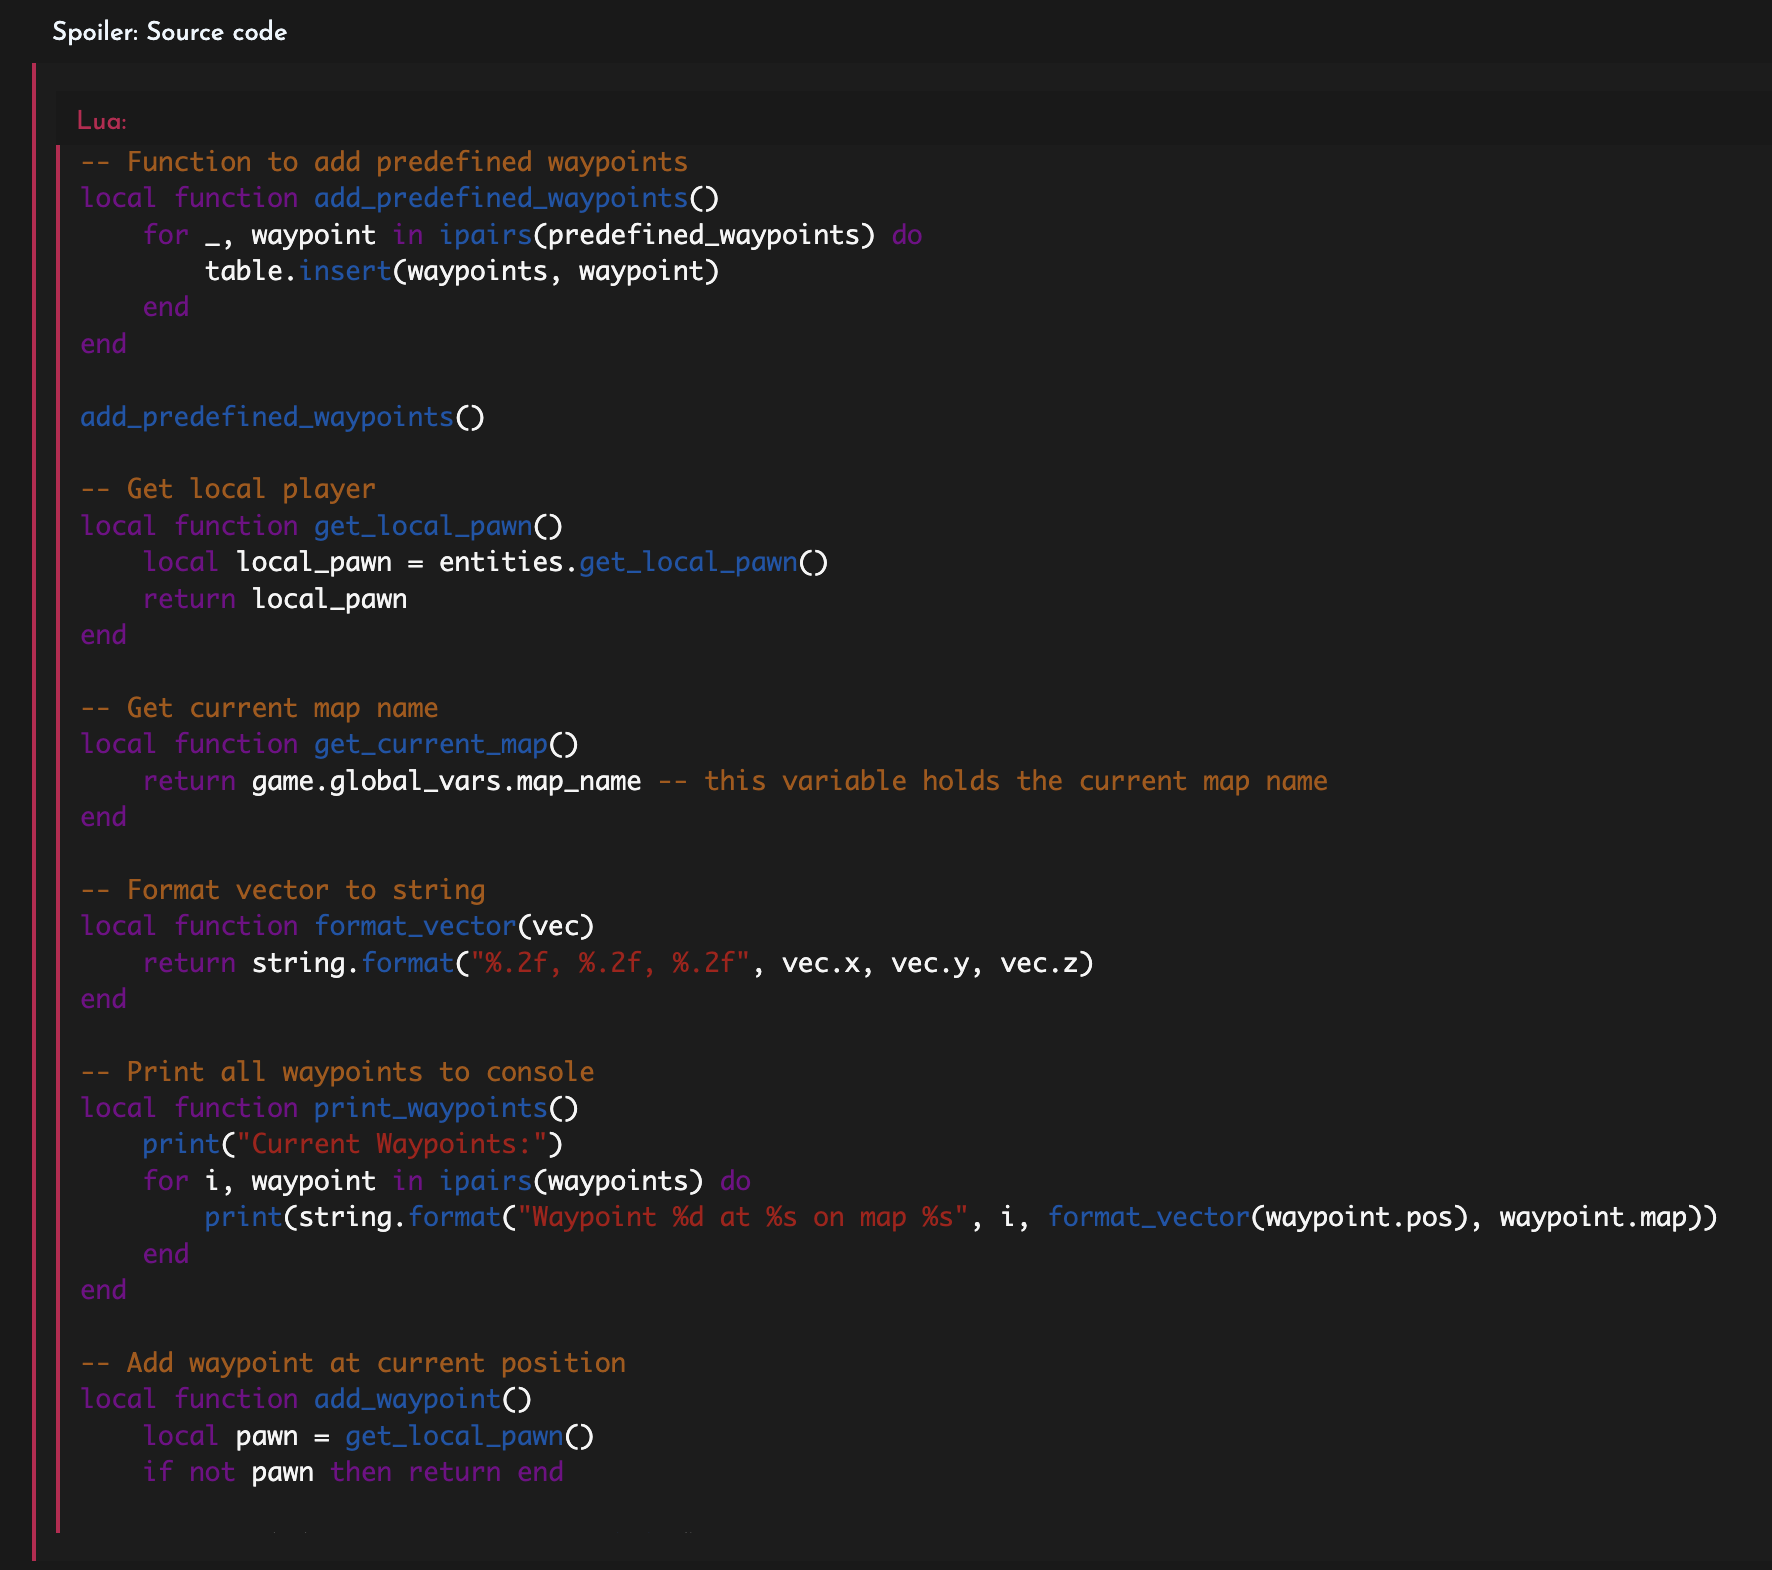 Spoiler: Source code
Lua:
-- Function to add predefined waypoints
local function add_predefined_waypoints()
    for _, waypoint in ipairs(predefined_waypoints) do
        table.insert(waypoints, waypoint)
    end
end

add_predefined_waypoints()

-- Get local player
local function get_local_pawn()
    local local_pawn = entities.get_local_pawn()
    return local_pawn
end

-- Get current map name
local function get_current_map()
    return game.global_vars.map_name -- this variable holds the current map name
end

-- Format vector to string
local function format_vector(vec)
    return string.format("%.2f, %.2f, %.2f", vec.x, vec.y, vec.z)
end

-- Print all waypoints to console
local function print_waypoints()
    print("Current Waypoints:")
    for i, waypoint in ipairs(waypoints) do
        print(string.format("Waypoint %d at %s on map %s", i, format_vector(waypoint.pos), waypoint.map))
    end
end

-- Add waypoint at current position
local function add_waypoint()
    local pawn = get_local_pawn()
    if not pawn then return end